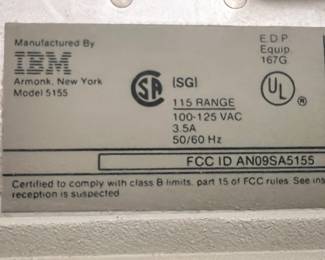 Manufactured By
IBM
Armonk, New York
Model 5155
SA
(SG)
115 RANGE
100-125 VAC
3.5A
50/60 Hz
E.D.P.
Equip.
167G
UL
FCC ID AN09SA5155
Certified to comply with class B limits, part 15 of FCC rules. See ins
reception is suspected